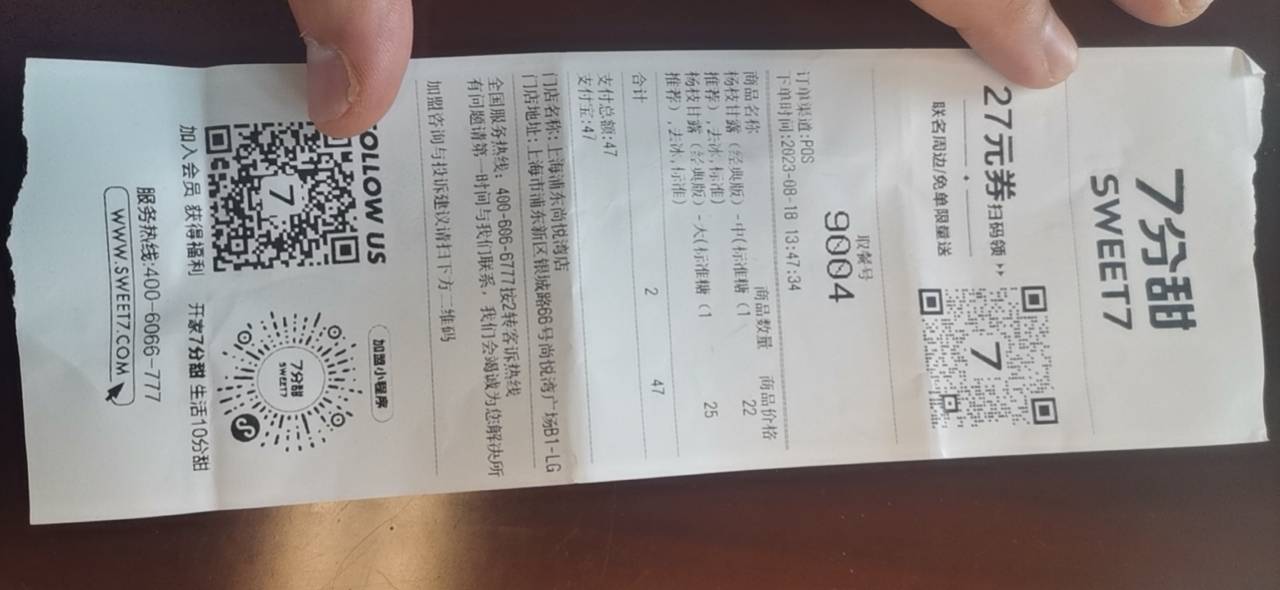 7分甜
SWEET7
27元券扫码领
联名周边/免单限量送
7
取餐号
9004
订单渠道:POS
下单时间:2023-08-18 13:47:34
商品名称 商品数量 商品价格
杨枝甘露（经典版）-中(标准糖（1 22
推荐）,去冰,标准)
杨枝甘露（经典版）-大(标准糖（1 25
推荐）,去冰,标准)
合计 2 47
支付总额:47
支付宝:47
门店名称:上海浦东尚悦湾店
门店地址:上海市浦东新区银城路66号尚悦湾广场B1-LG
全国服务热线: 400-606-6777按2转客诉热线
有问题请第一时间与我们联系, 我们会竭诚为您解决所
加盟咨询与投诉建议请扫下方二维码
FOLLOW US
7
加入会员 获得福利
加盟小程序
7分甜
SWEET7
开家7分甜 生活10分甜
服务热线:400-6066-777
WWW.SWEET7.COM